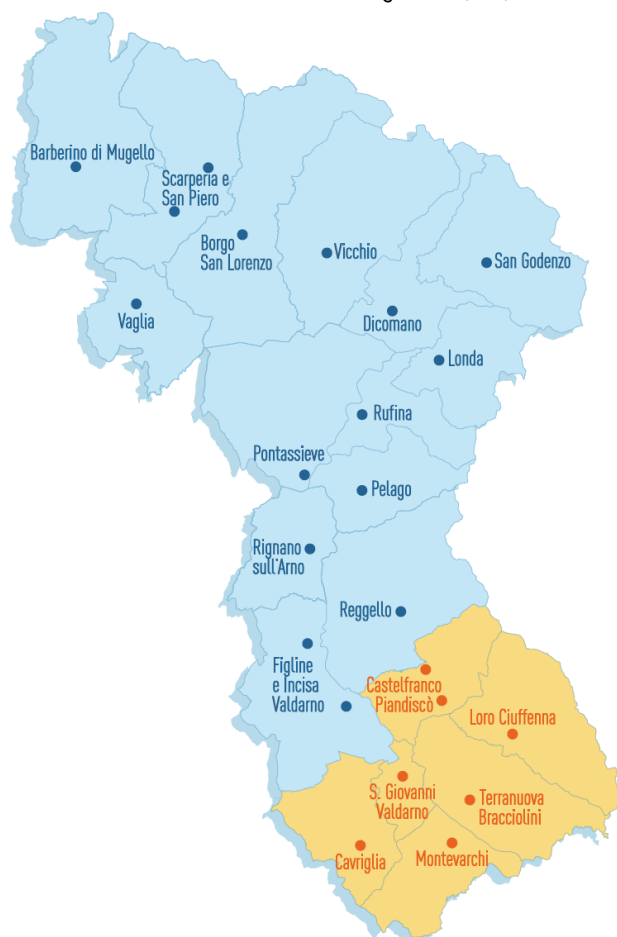 Barberino di Mugello
Scarperia e
San Piero
Borgo
San Lorenzo
Vicchio
San Godenzo
Vaglia
Dicomano
Londa
Rufina
Pontassieve
Pelago
Rignano
sull'Arno
Reggello
Figline
e Incisa
Valdarno
Castelfranco
Piandiscò
Loro Ciuffenna
S. Giovanni
Valdarno
Terranuova
Bracciolini
Cavriglia
Montevarchi